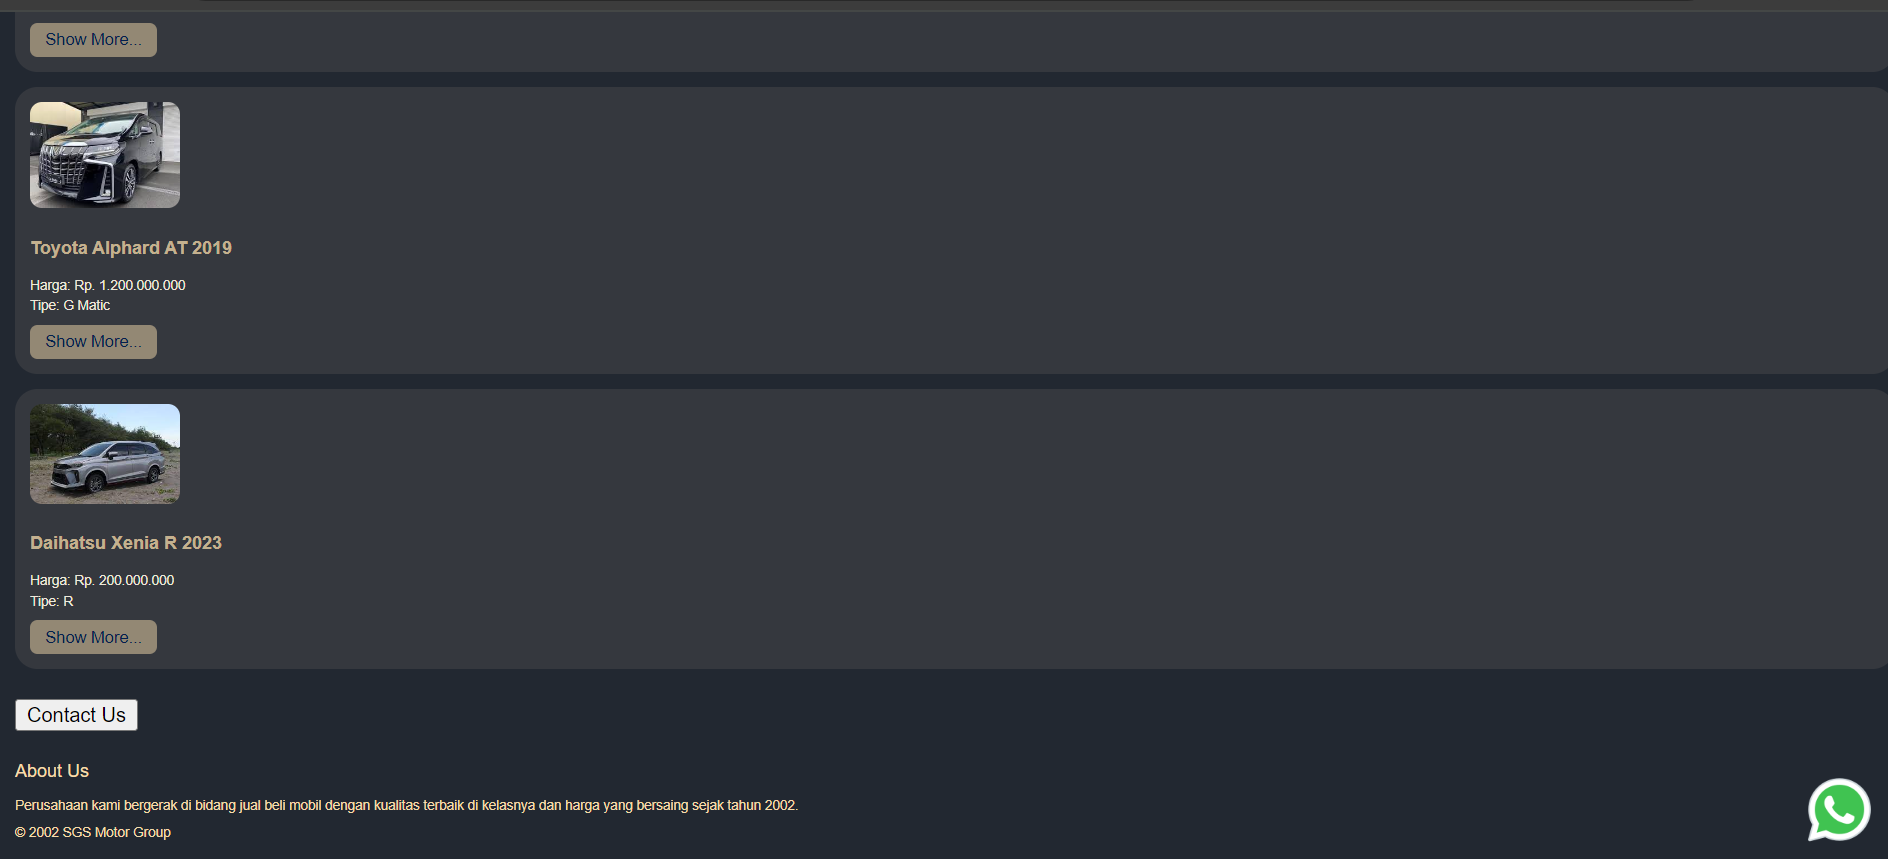 Show More...
Toyota Alphard AT 2019
Harga: Rp. 1.200.000.000
Tipe: G Matic
Show More...
Daihatsu Xenia R 2023
Harga: Rp. 200.000.000
Tipe: R
Show More...
Contact Us
About Us
Perusahaan kami bergerak di bidang jual beli mobil dengan kualitas terbaik di kelasnya dan harga yang bersaing sejak tahun 2002.
© 2002 SGS Motor Group